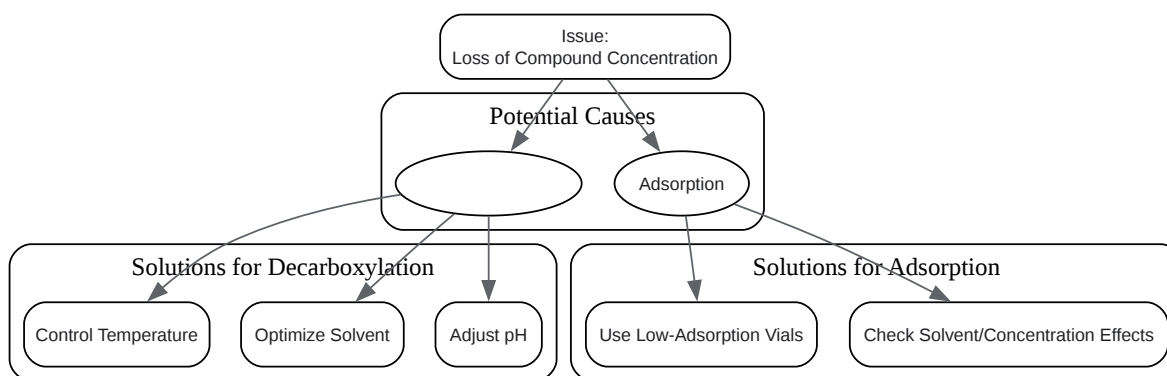 Issue:
Loss of Compound Concentration
Potential Causes
Adsorption
Solutions for Decarboxylation
Solutions for Adsorption
Control Temperature
Optimize Solvent
Adjust pH
Use Low-Adsorption Vials
Check Solvent/Concentration Effects